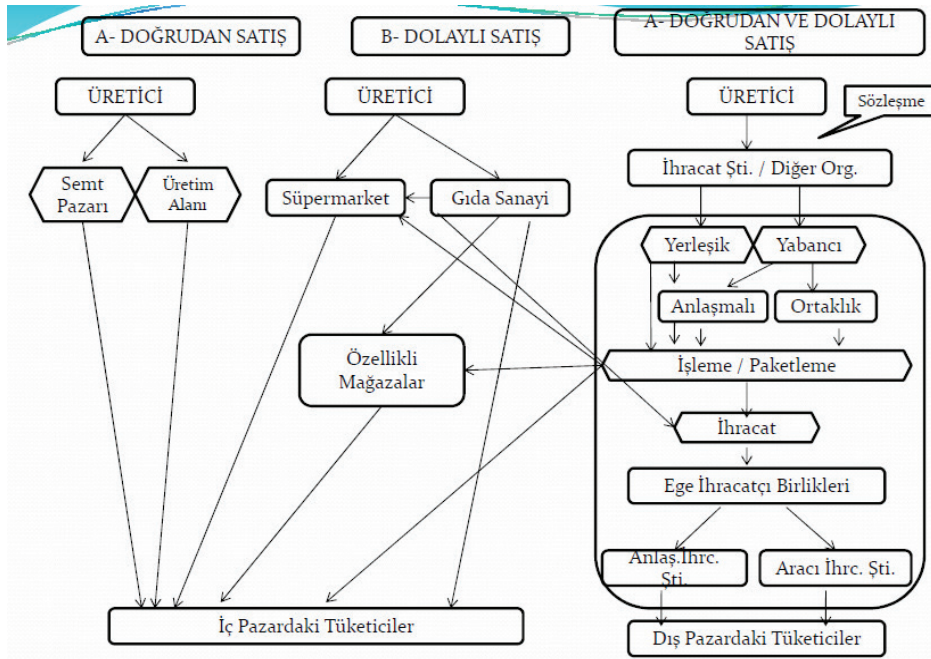 A- DOĞRUDAN SATIŞ
B- DOLAYLI SATIŞ
A- DOĞRUDAN VE DOLAYLI
SATIŞ
ÜRETİCİ
ÜRETİCİ
ÜRETİCİ
Sözleşme
Semt
Pazarı
Üretim
Alanı
Süpermarket
Gıda Sanayi
İhracat Şti. / Diğer Org.
Yerleşik
Yabancı
Anlaşmalı
Ortaklık
Özellikli
Mağazalar
İşleme / Paketleme
İhracat
Ege İhracatçı Birlikleri
Anlaş.İhrc.
Şti.
Aracı İhrc. Şti.
İç Pazardaki Tüketiciler
Dış Pazardaki Tüketiciler